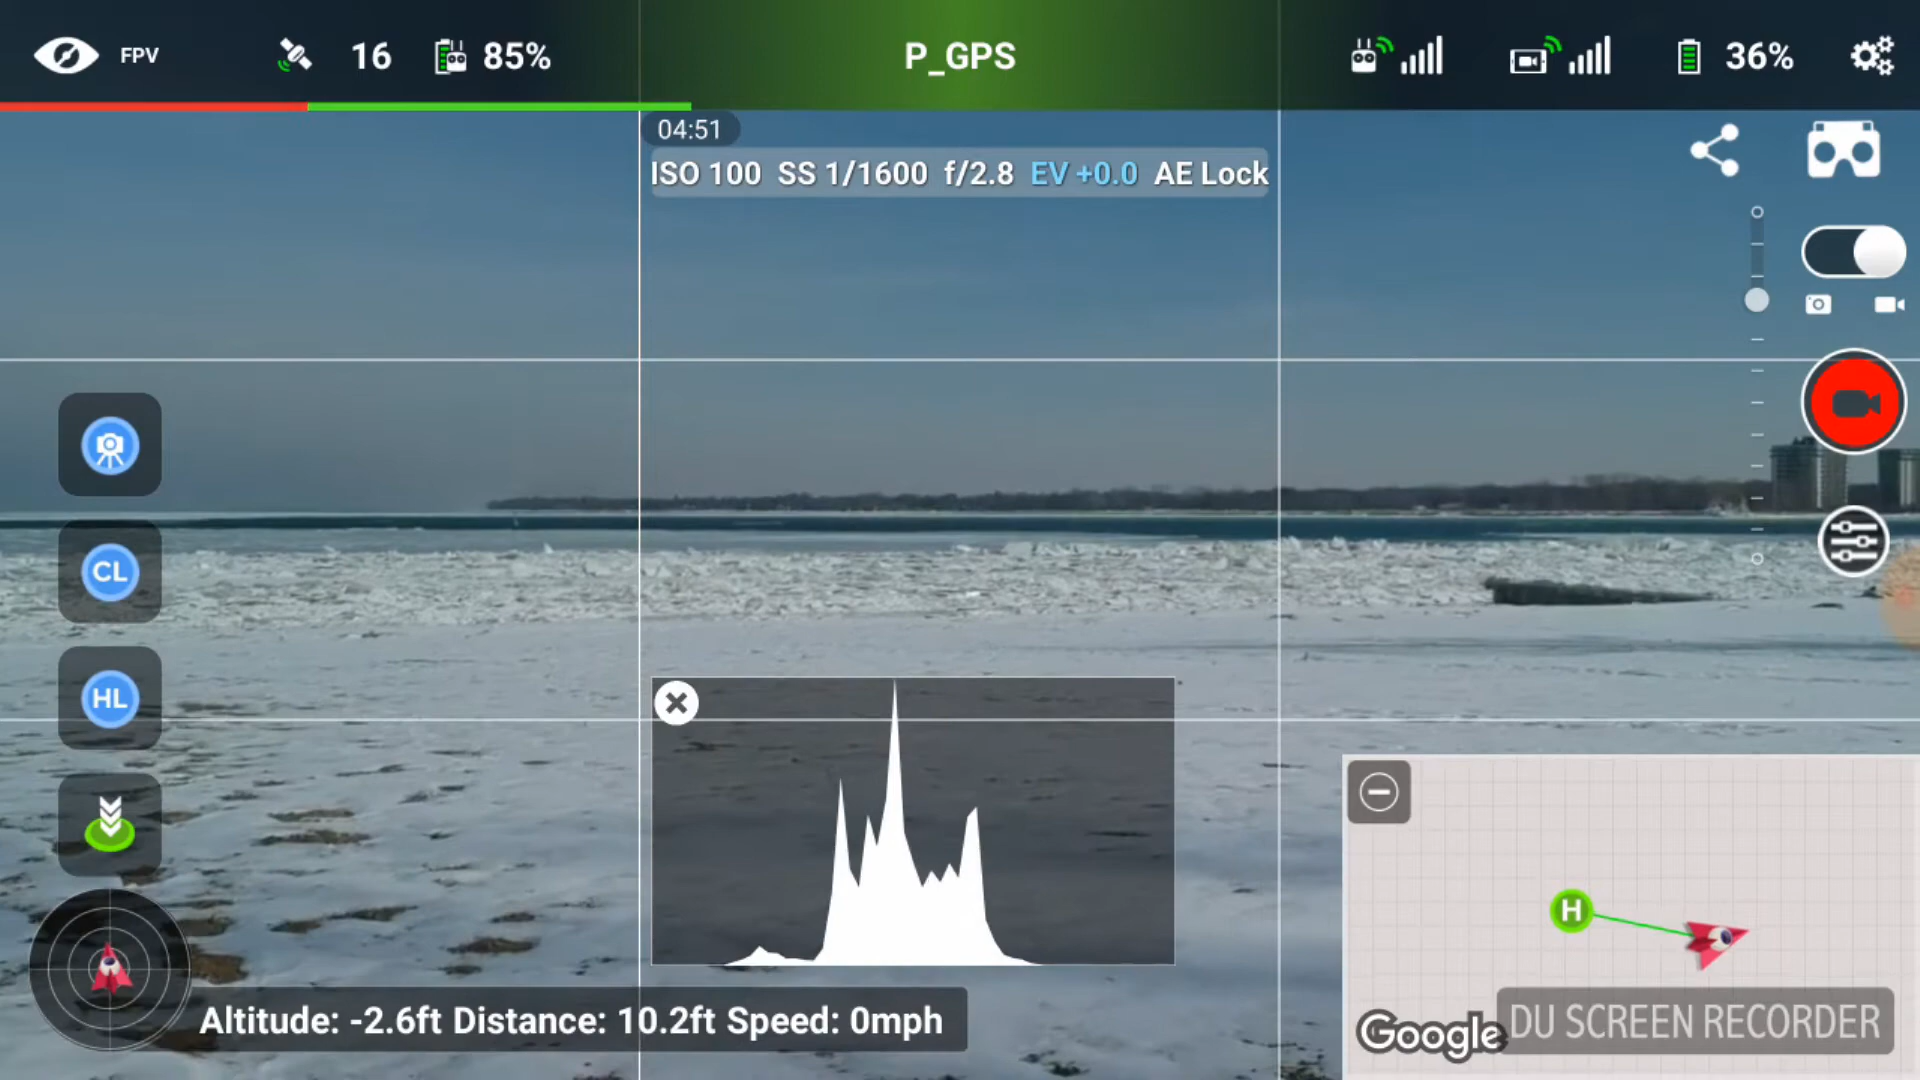 FPV 16 85% P_GPS 36%
04:51
ISO 100 SS 1/1600 f/2.8 EV +0.0 AE Lock
CL
HL
H
Altitude: -2.6ft Distance: 10.2ft Speed: 0mph
Google DU SCREEN RECORDER